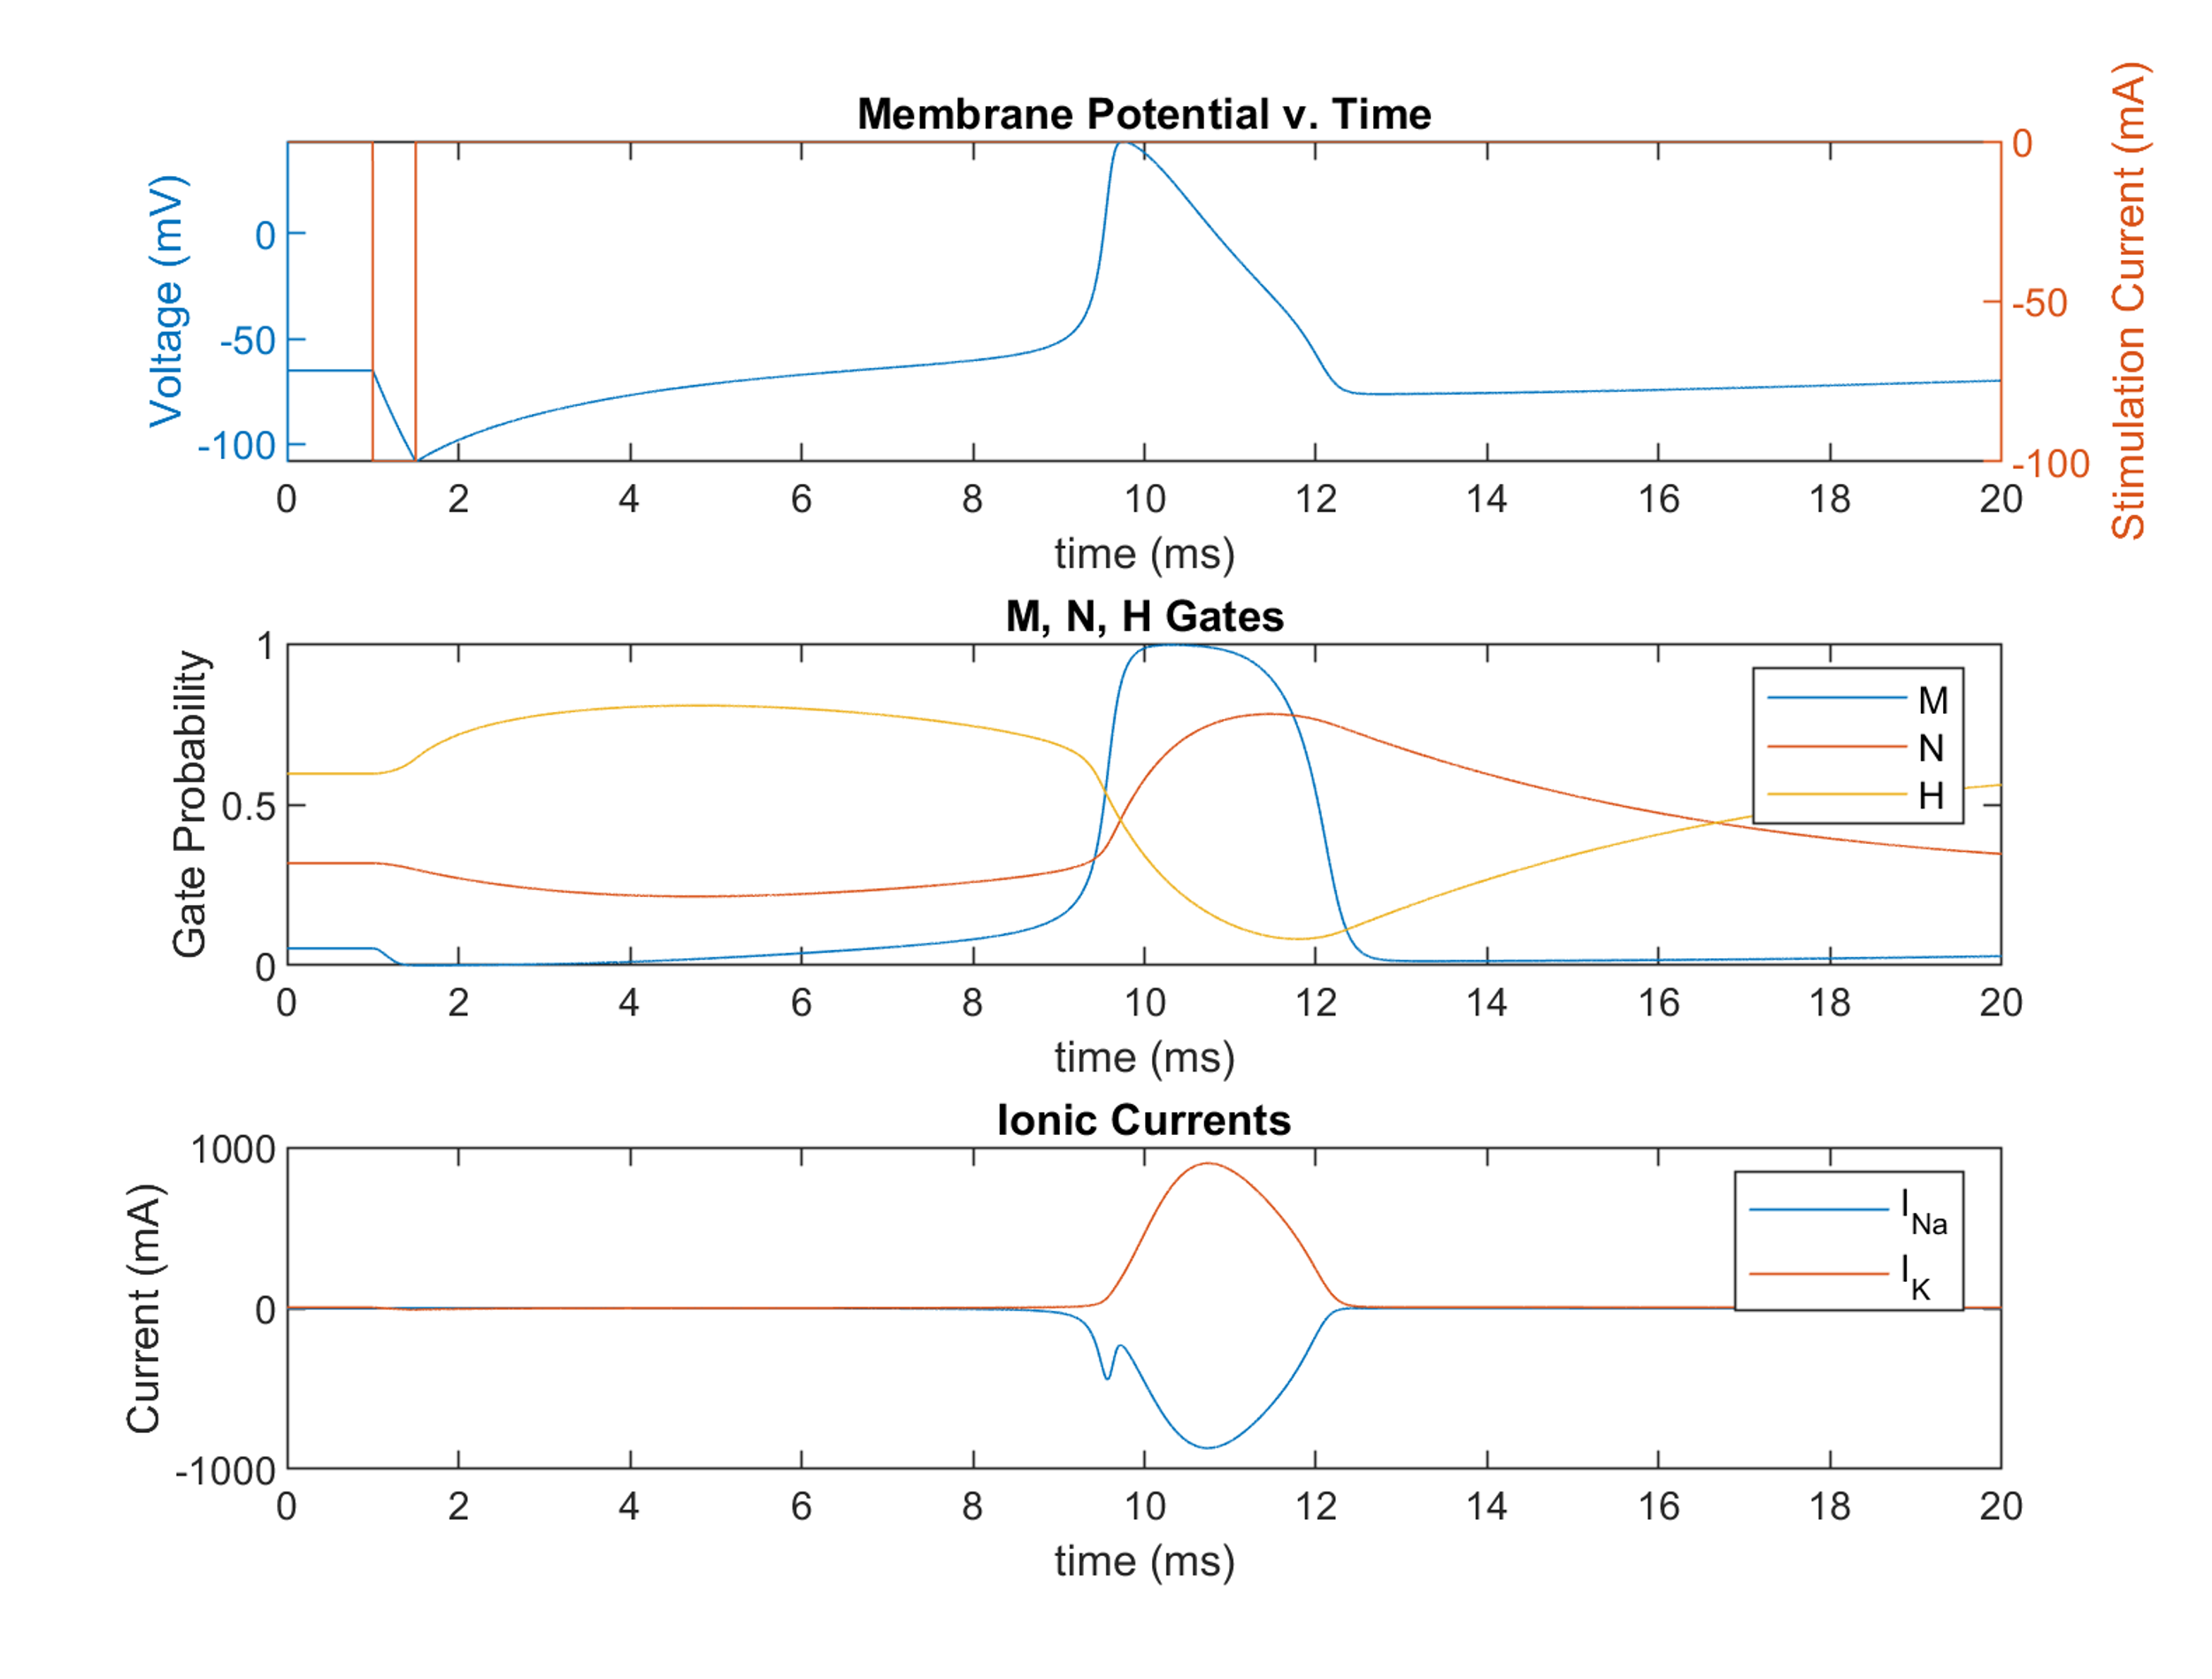 Membrane Potential v. Time
Voltage (mV)
0
-50
-100
0
-50
-100
Stimulation Current (mA)
0 2 4 6 8 10 12 14 16 18 20
time (ms)
M, N, H Gates
Gate Probability
1
0.5
0
M
N
H
0 2 4 6 8 10 12 14 16 18 20
time (ms)
Ionic Currents
Current (mA)
1000
0
-1000
I_Na
I_K
0 2 4 6 8 10 12 14 16 18 20
time (ms)